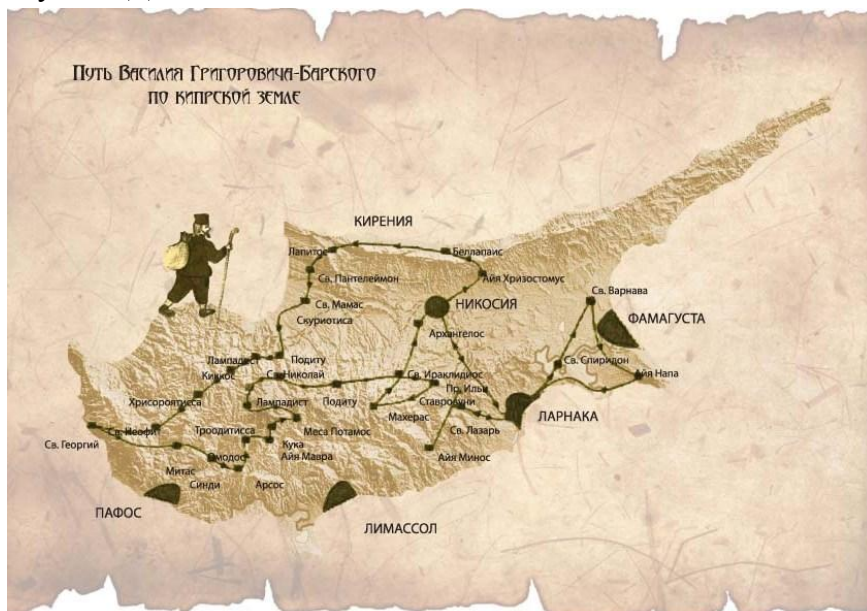 Путь Василия Григоровича-Барского
по кипрской земле
КИРЕНИЯ
Лапитос
Беллапаис
Айя Хризостомус
Св. Пантелеймон
Св. Варнава
Св. Мамас
НИКОСИЯ
Скуриотиса
ФАМАГУСТА
Архангелос
Лампадист
Подиту
Св. Спиридон
Киккос
Св. Николай
Св. Ираклидиос
Айя Напа
Пр. Илья
Хрисороятисса
Лампадист
Подиту
Ставровуни
Махерас
ЛАРНАКА
Св. Неофит
Троодитисса
Меса Потамос
Св. Лазарь
Св. Георгий
Кука
Омодос
Айя Мавра
Айя Минос
Митас
Синди
Арсос
ПАФОС
ЛИМАССОЛ